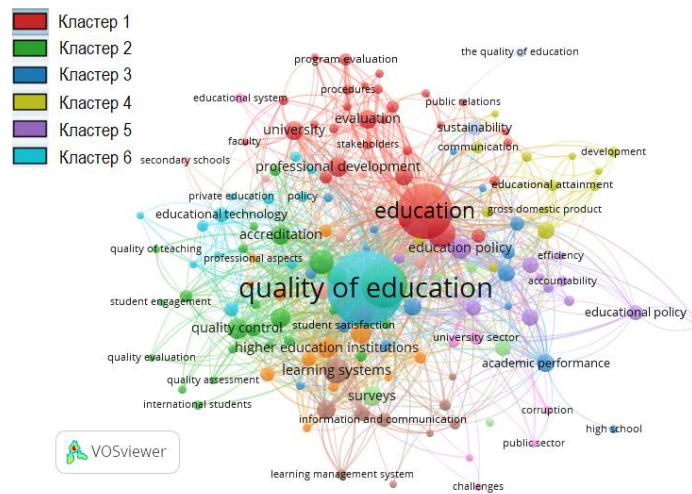 Кластер 1
Кластер 2
Кластер 3
Кластер 4
Кластер 5
Кластер 6
the quality of education
program evaluation
procedures
educational system
public relations
evaluation
university
sustainability
stakeholders
faculty
communication
development
secondary schools
professional development
educational attainment
private education
policy
education
gross domestic product
educational technology
accreditation
education policy
efficiency
quality of teaching
professional aspects
accountability
quality of education
student engagement
educational policy
quality control
student satisfaction
university sector
higher education institutions
quality evaluation
academic performance
learning systems
quality assessment
surveys
international students
corruption
information and communication
high school
public sector
learning management system
challenges
VOSviewer